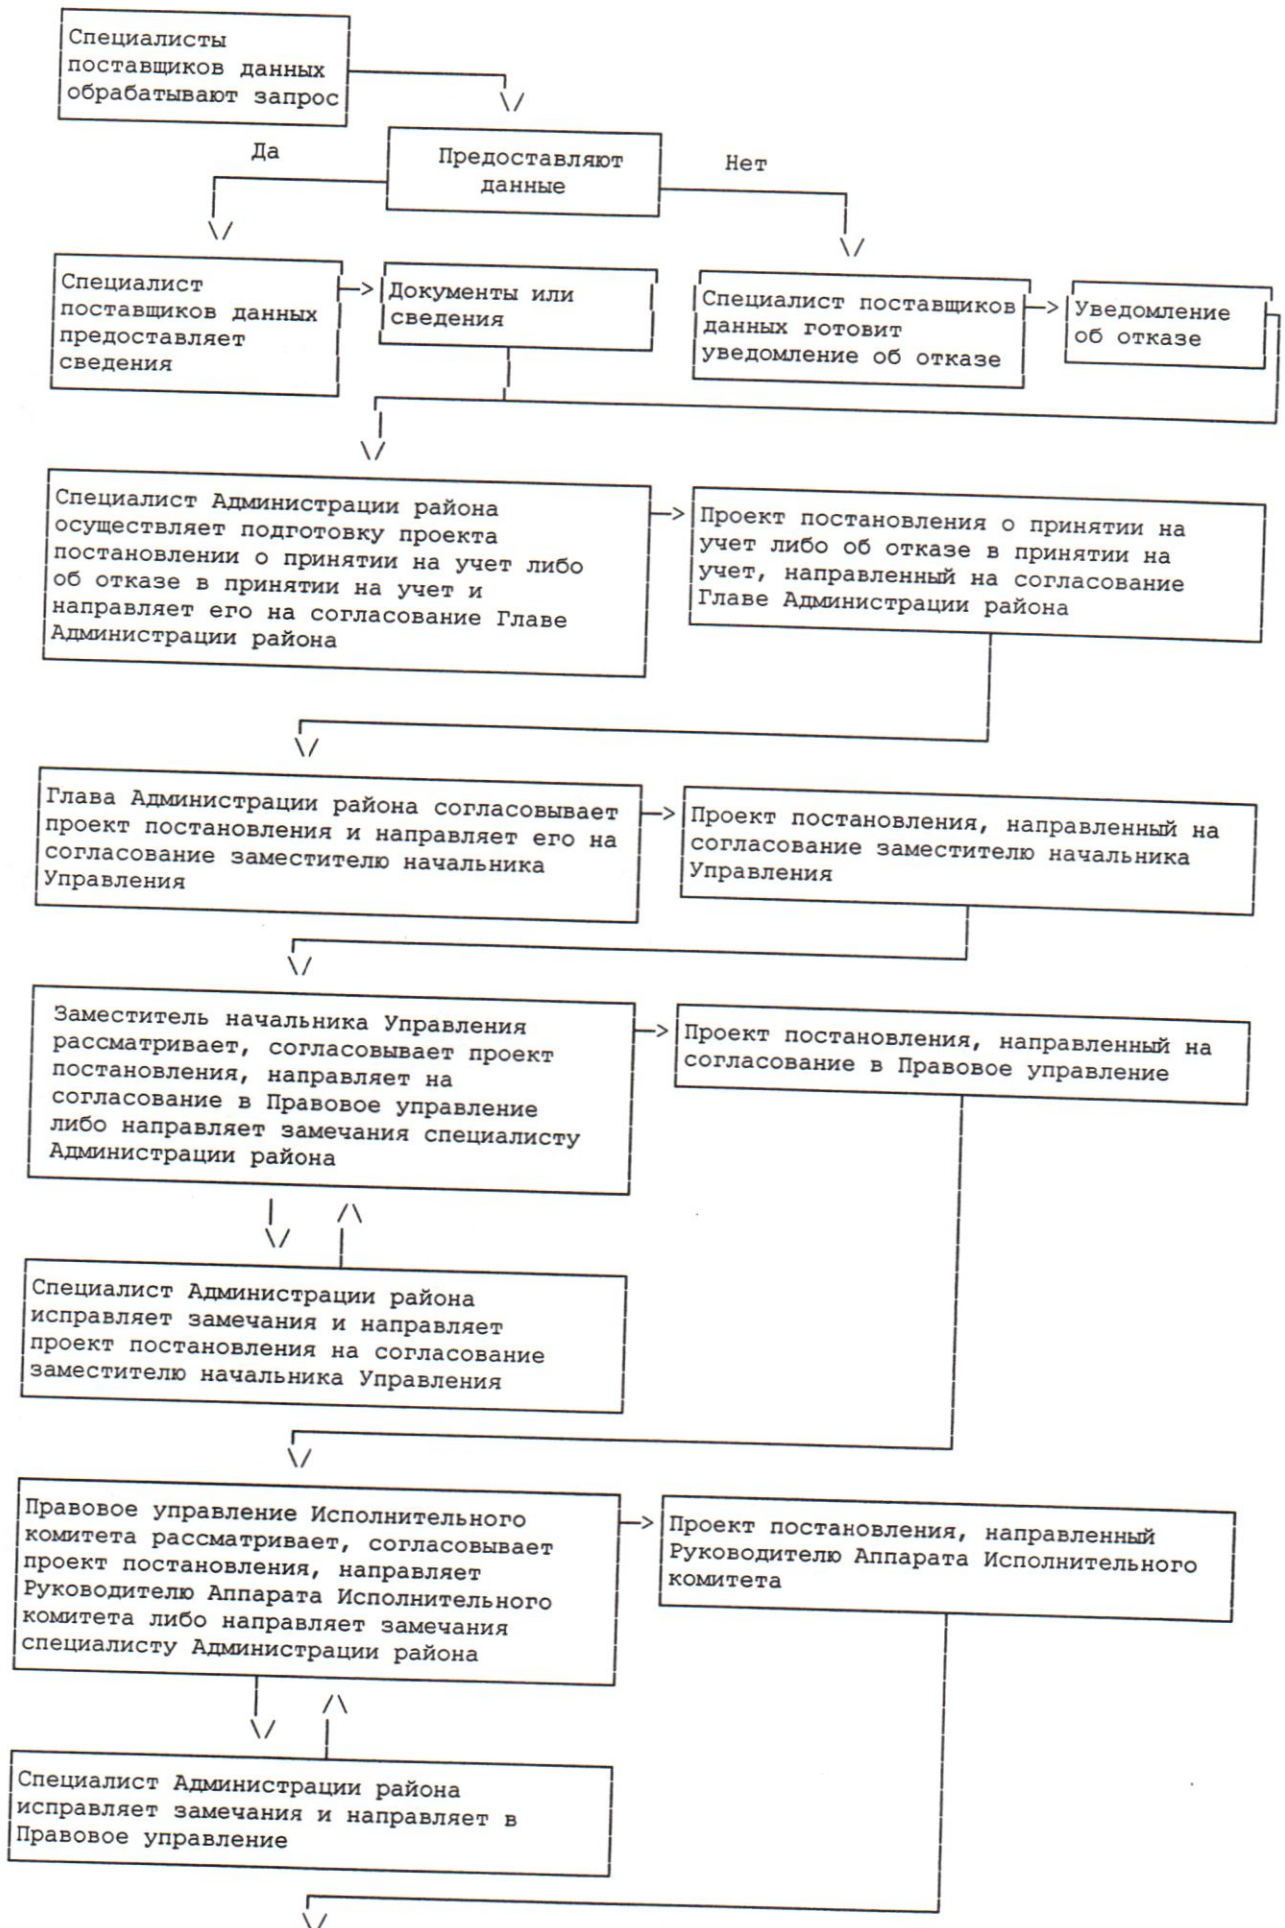 Специалисты
поставщиков данных
обрабатывают запрос
Предоставляют
данные
Да
Нет
Специалист
поставщиков данных
предоставляет
сведения
Документы или
сведения
Специалист поставщиков
данных готовит
уведомление об отказе
Уведомление
об отказе
Специалист Администрации района
осуществляет подготовку проекта
постановлении о принятии на учет либо
об отказе в принятии на учет и
направляет его на согласование Главе
Администрации района
Проект постановления о принятии на
учет либо об отказе в принятии на
учет, направленный на согласование
Главе Администрации района
Глава Администрации района согласовывает
проект постановления и направляет его на
согласование заместителю начальника
Управления
Проект постановления, направленный на
согласование заместителю начальника
Управления
Заместитель начальника Управления
рассматривает, согласовывает проект
постановления, направляет на
согласование в Правовое управление
либо направляет замечания специалисту
Администрации района
Проект постановления, направленный на
согласование в Правовое управление
Специалист Администрации района
исправляет замечания и направляет
проект постановления на согласование
заместителю начальника Управления
Правовое управление Исполнительного
комитета рассматривает, согласовывает
проект постановления, направляет
Руководителю Аппарата Исполнительного
комитета либо направляет замечания
специалисту Администрации района
Проект постановления, направленный
Руководителю Аппарата Исполнительного
комитета
Специалист Администрации района
исправляет замечания и направляет в
Правовое управление